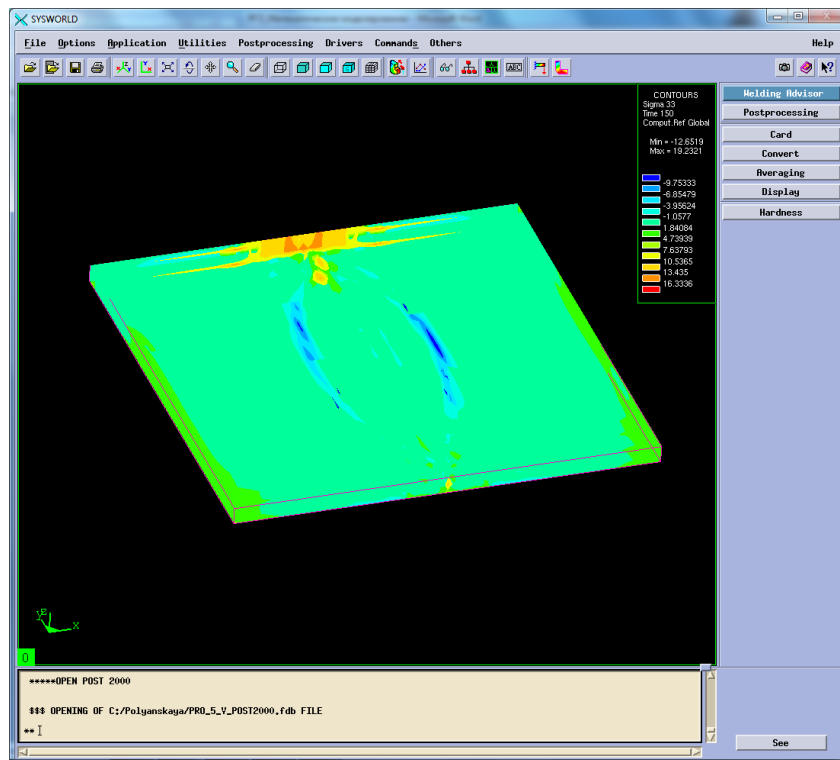 SYSWORLD
File Options Application Utilities Postprocessing Drivers Commands Others Help
ABC
CONTOURS
Sigma 33
Time 150
Comput.Ref Global
Min = -12.6519
Max = 19.2321
-9.75333
-6.85479
-3.95624
-1.0577
1.84084
4.73939
7.63793
10.5365
13.435
16.3336
Welding Advisor
Postprocessing
Card
Convert
Averaging
Display
Hardness
Z
Y
X
0
*****OPEN POST 2000
$$$ OPENING OF C:/Polyanskaya/PRO_5_V_POST2000.fdb FILE
**
See